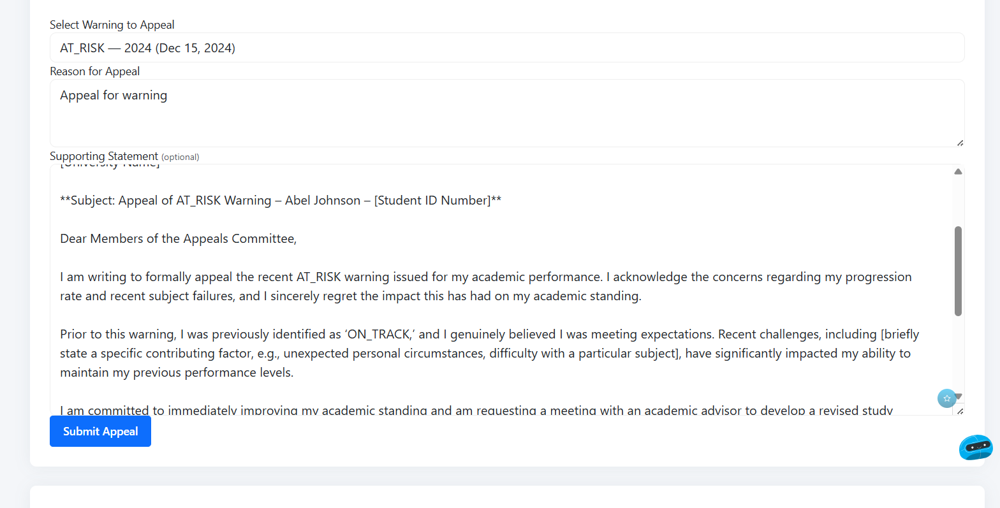 Select Warning to Appeal
AT_RISK — 2024 (Dec 15, 2024)
Reason for Appeal
Appeal for warning
Supporting Statement (optional)
[University Name]
**Subject: Appeal of AT_RISK Warning – Abel Johnson – [Student ID Number]**
Dear Members of the Appeals Committee,
I am writing to formally appeal the recent AT_RISK warning issued for my academic performance. I acknowledge the concerns regarding my progression
rate and recent subject failures, and I sincerely regret the impact this has had on my academic standing.
Prior to this warning, I was previously identified as ‘ON_TRACK,’ and I genuinely believed I was meeting expectations. Recent challenges, including [briefly
state a specific contributing factor, e.g., unexpected personal circumstances, difficulty with a particular subject], have significantly impacted my ability to
maintain my previous performance levels.
I am committed to immediately improving my academic standing and am requesting a meeting with an academic advisor to develop a revised study
Submit Appeal